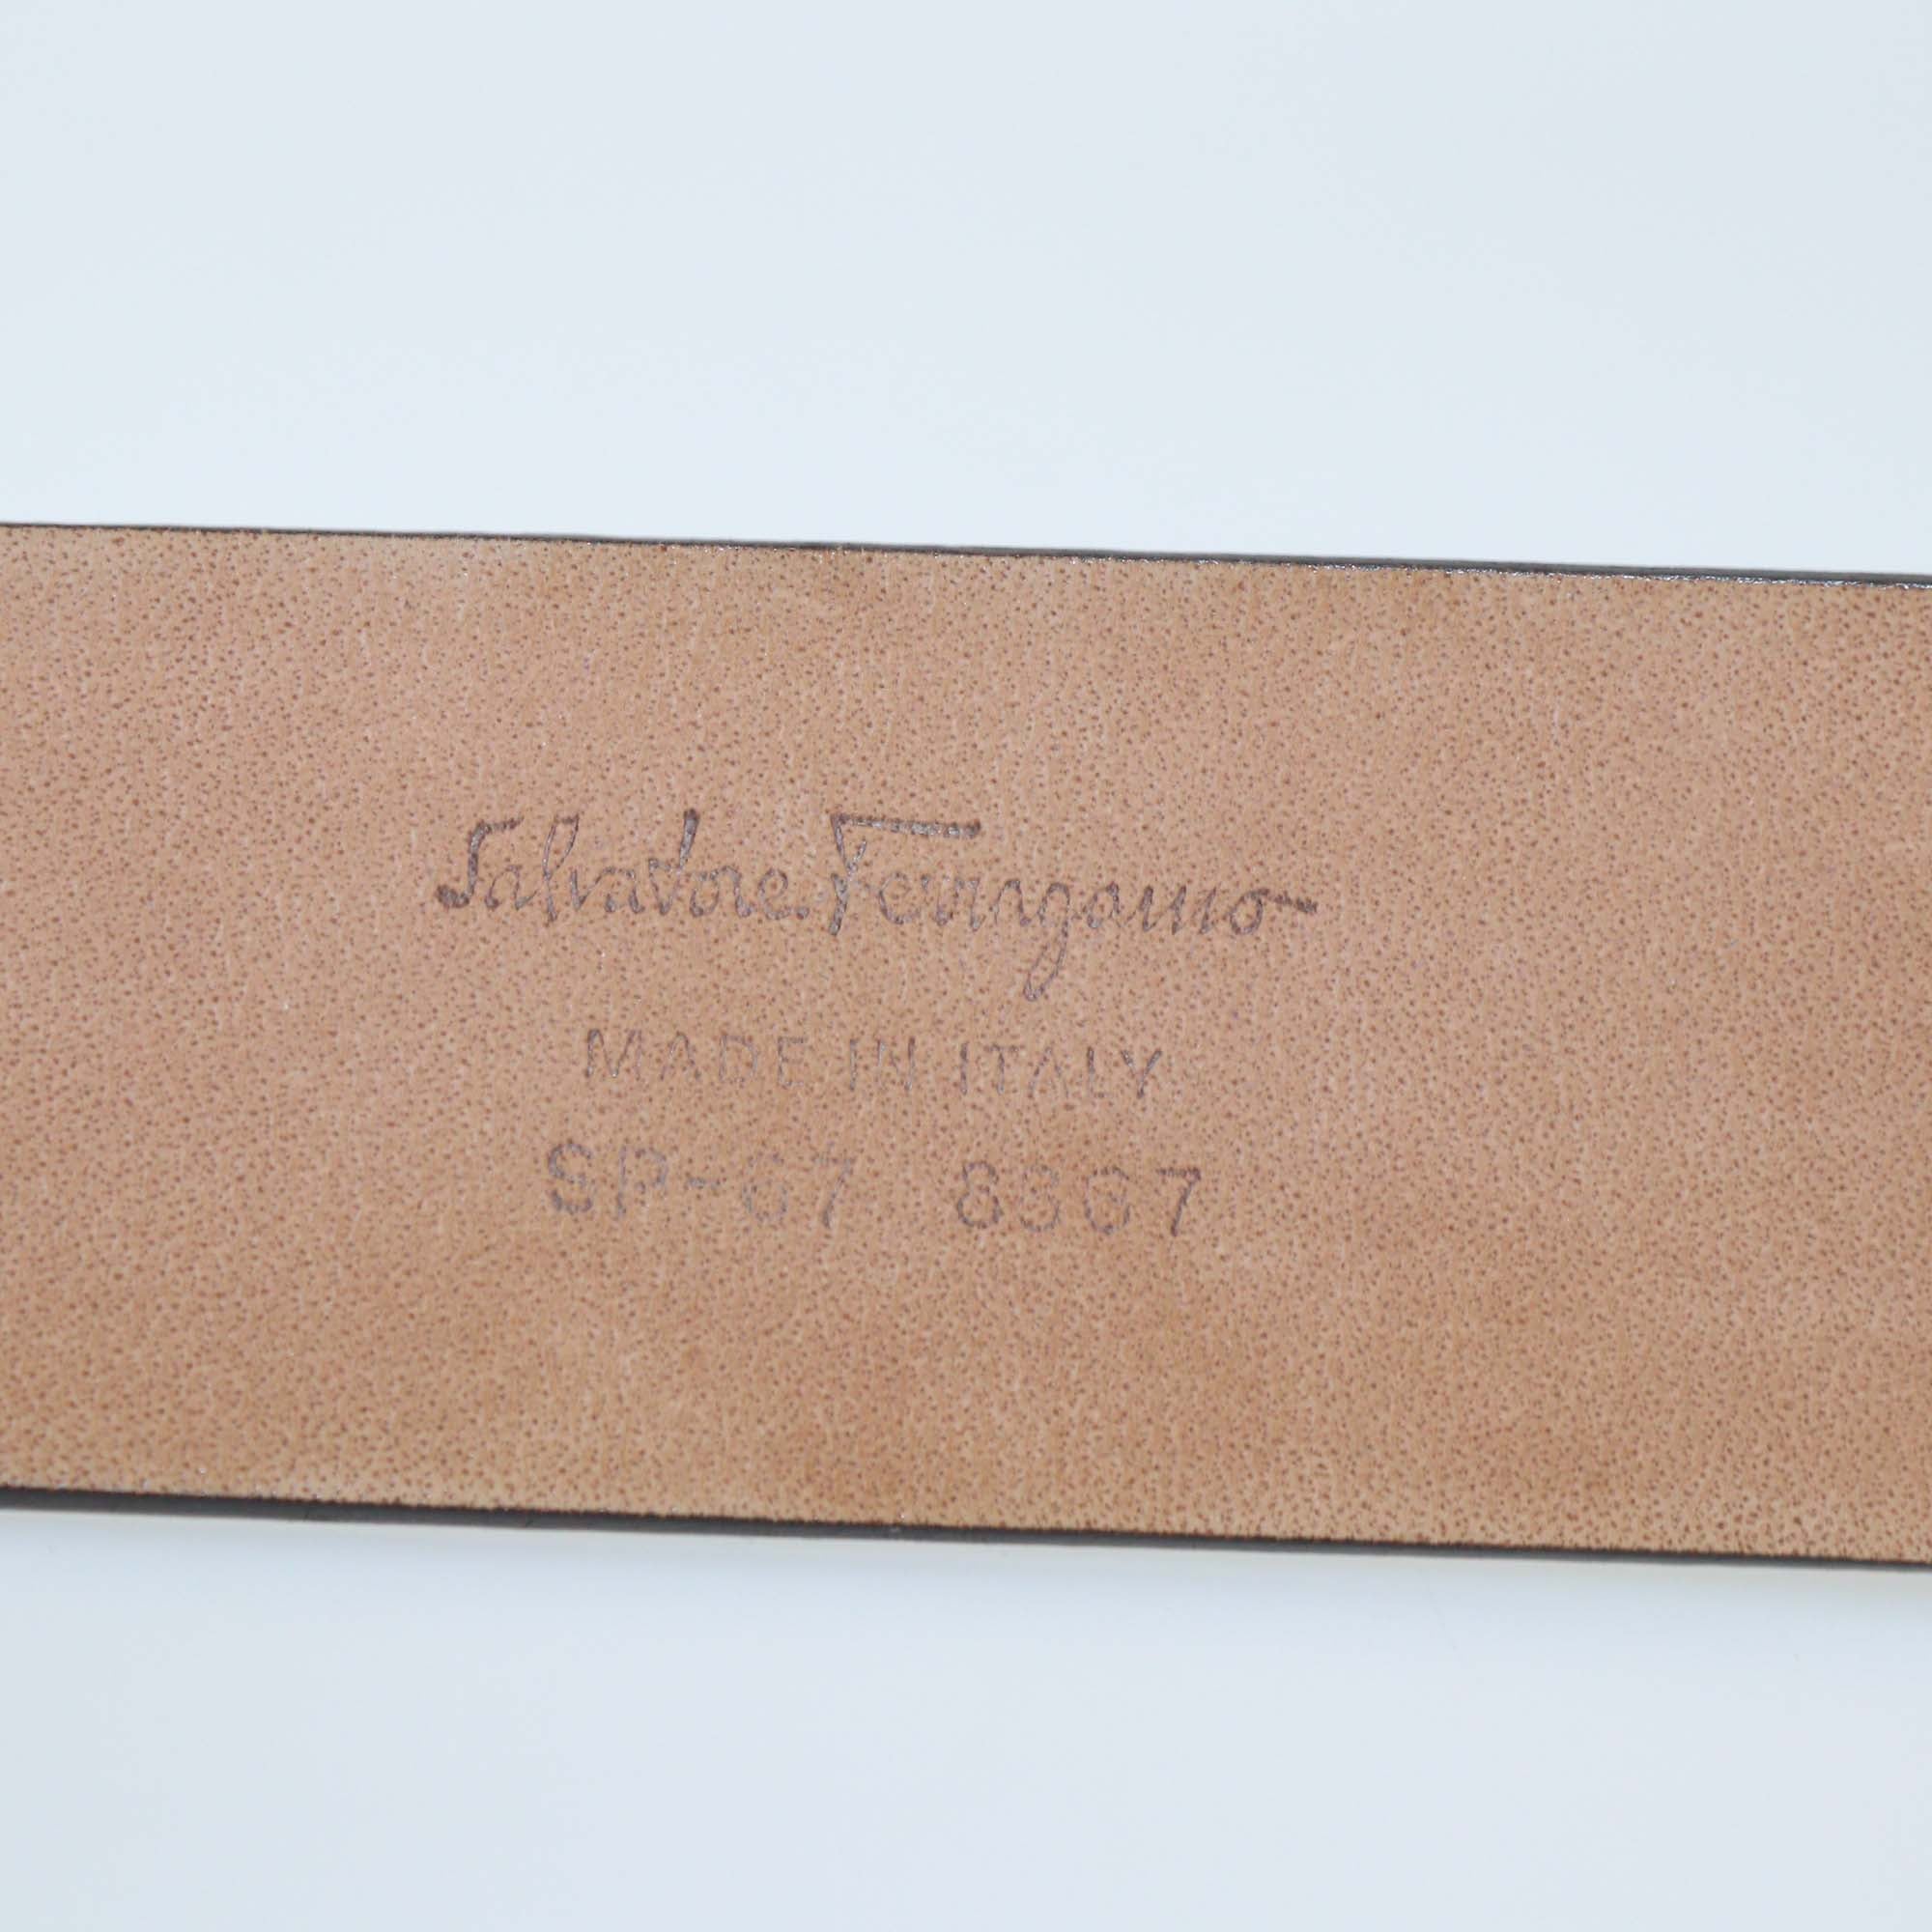 Salvatore Ferragamo
MADE IN ITALY
SP-67 8367